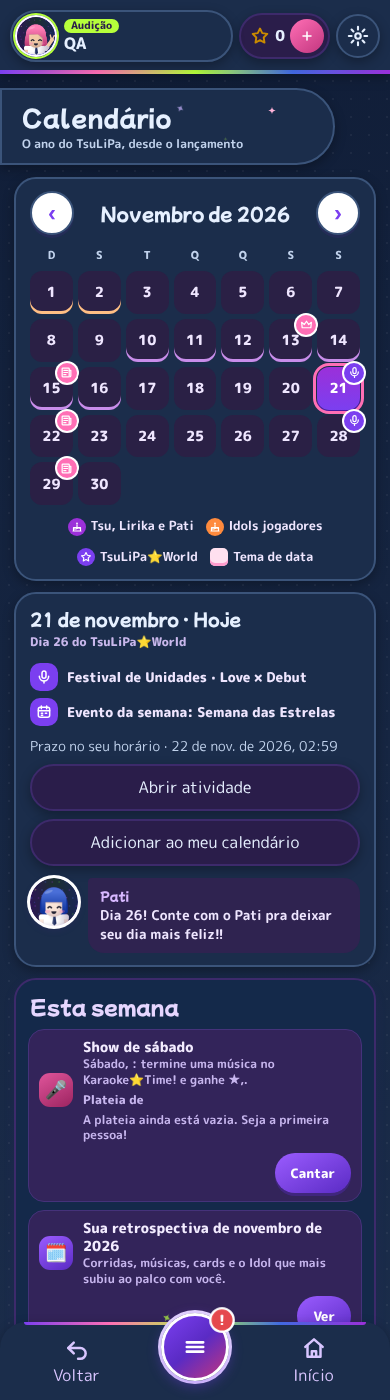 Audição
QA
0
Calendário
O ano do TsuLiPa, desde o lançamento
Novembro de 2026
D S T Q Q S S
1 2 3 4 5 6 7
8 9 10 11 12 13 14
15 16 17 18 19 20 21
22 23 24 25 26 27 28
29 30
Tsu, Lirika e Pati Idols jogadores
TsuLiPa⭐World Tema de data
21 de novembro · Hoje
Dia 26 do TsuLiPa⭐World
Festival de Unidades · Love × Debut
Evento da semana: Semana das Estrelas
Prazo no seu horário · 22 de nov. de 2026, 02:59
Abrir atividade
Adicionar ao meu calendário
Pati
Dia 26! Conte com o Pati pra deixar
seu dia mais feliz!!
Esta semana
Show de sábado
Sábado, : termine uma música no
Karaoke⭐Time! e ganhe ★,.
Plateia de
A plateia ainda está vazia. Seja a primeira
pessoa!
Cantar
Sua retrospectiva de novembro de
2026
Corridas, músicas, cards e o Idol que mais
subiu ao palco com você.
Ver
Voltar
Início